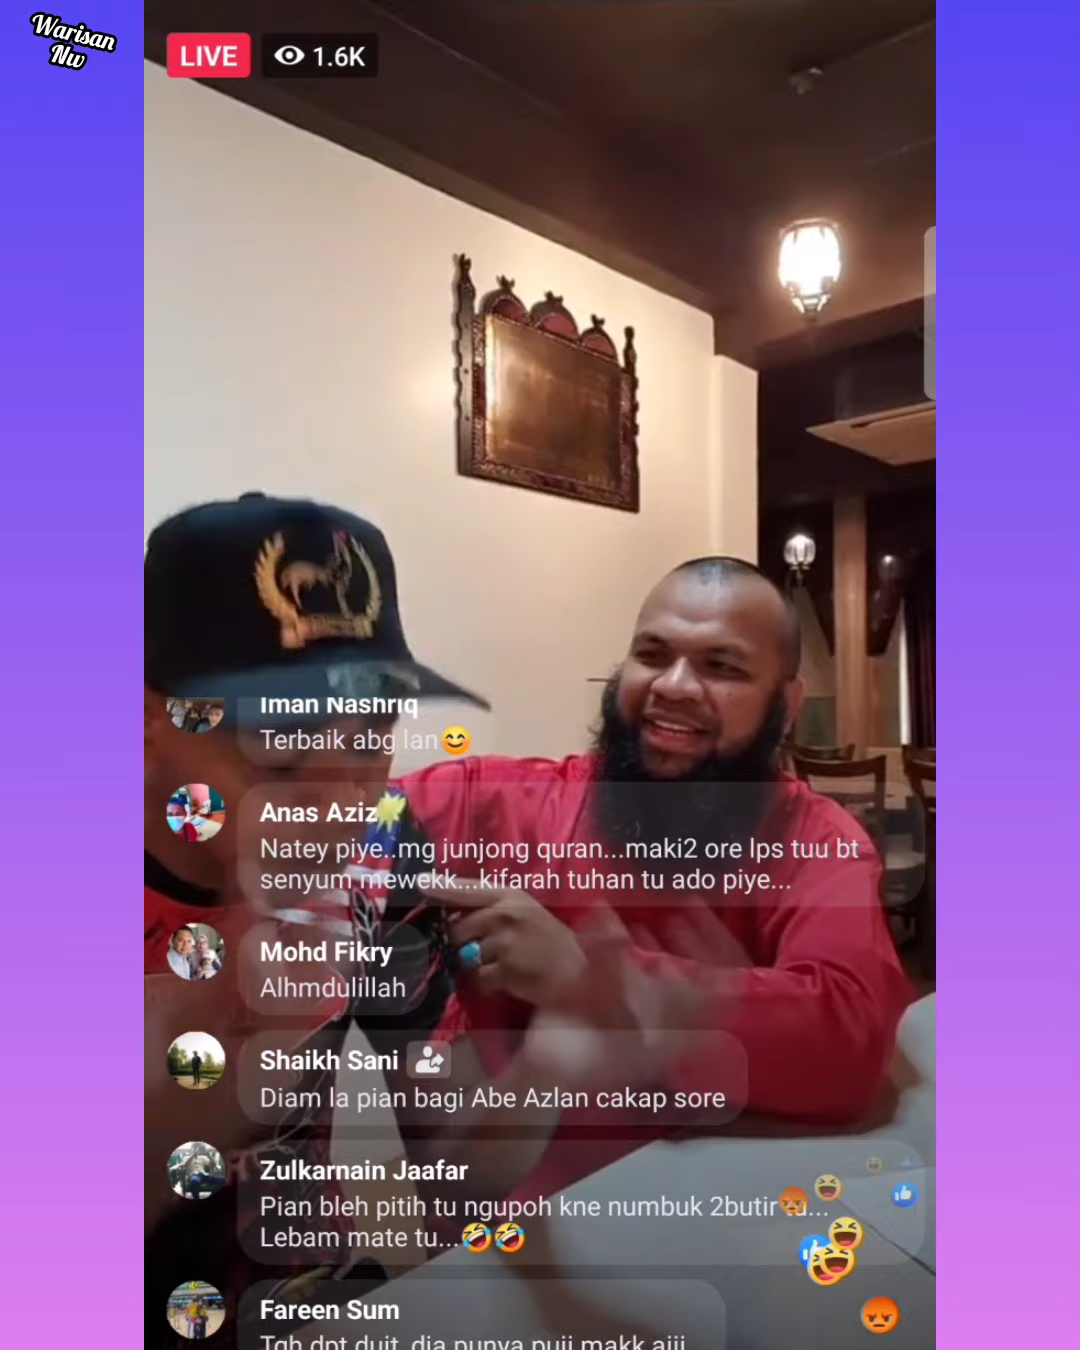 Warisan
Nw
LIVE
1.6K
Iman Nashriq
Terbaik abg lan😊
Anas Aziz
Natey piye..mg junjong quran...maki2 ore lps tuu bt
senyum mewekk...kifarah tuhan tu ado piye...
Mohd Fikry
Alhmdulillah
Shaikh Sani
Diam la pian bagi Abe Azlan cakap sore
Zulkarnain Jaafar
Pian bleh pitih tu ngupoh kne numbuk 2butir tu...
Lebam mate tu...🤣🤣
Fareen Sum
Tgh dpt duit, dia punya puji makk aiii